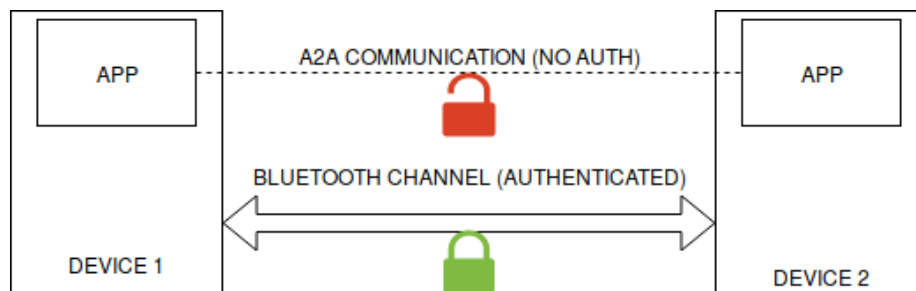 APP
A2A COMMUNICATION (NO AUTH)
APP
BLUETOOTH CHANNEL (AUTHENTICATED)
DEVICE 1
DEVICE 2